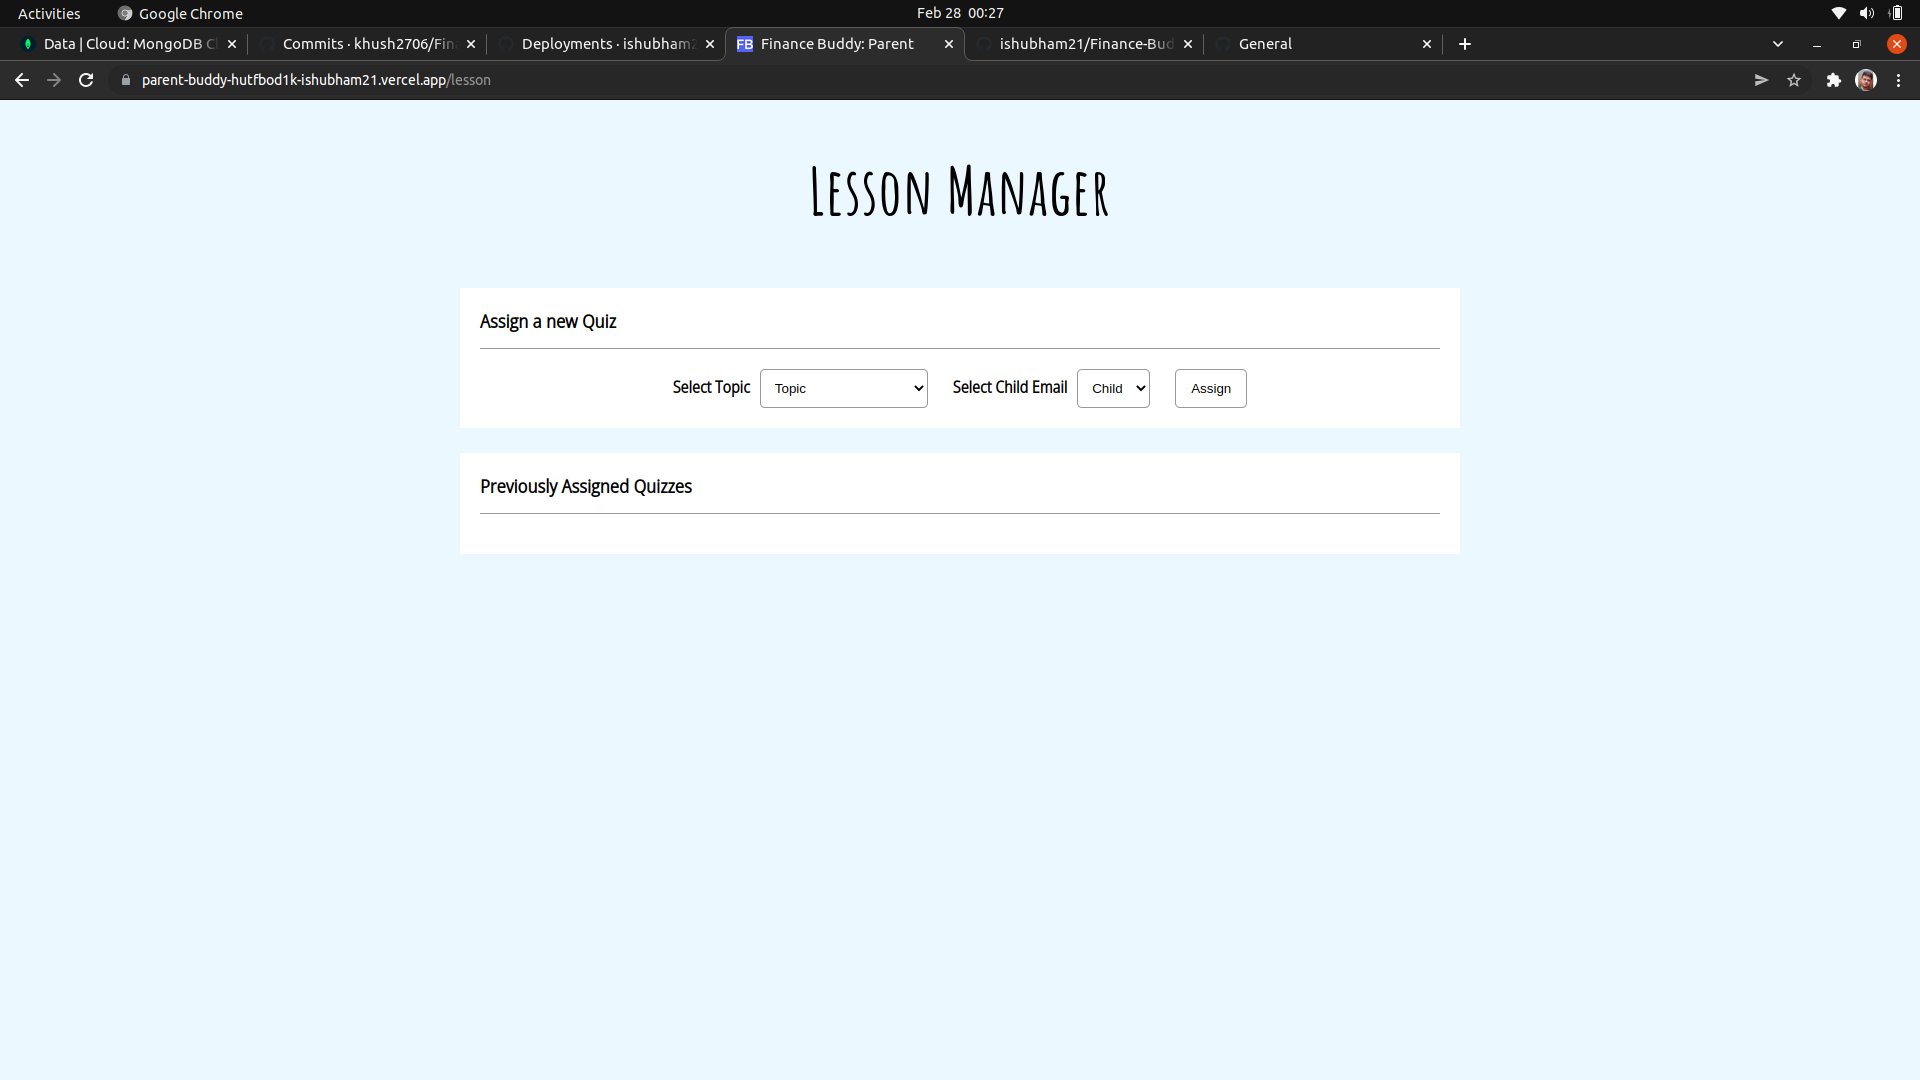 Activities Google Chrome Feb 28 00:27
Data | Cloud: MongoDB Cl Commits · khush2706/Fin Deployments · ishubham2 FB Finance Buddy: Parent ishubham21/Finance-Bud General
parent-buddy-hutfbod1k-ishubham21.vercel.app/lesson
Lesson Manager
Assign a new Quiz
Select Topic Topic Select Child Email Child Assign
Previously Assigned Quizzes